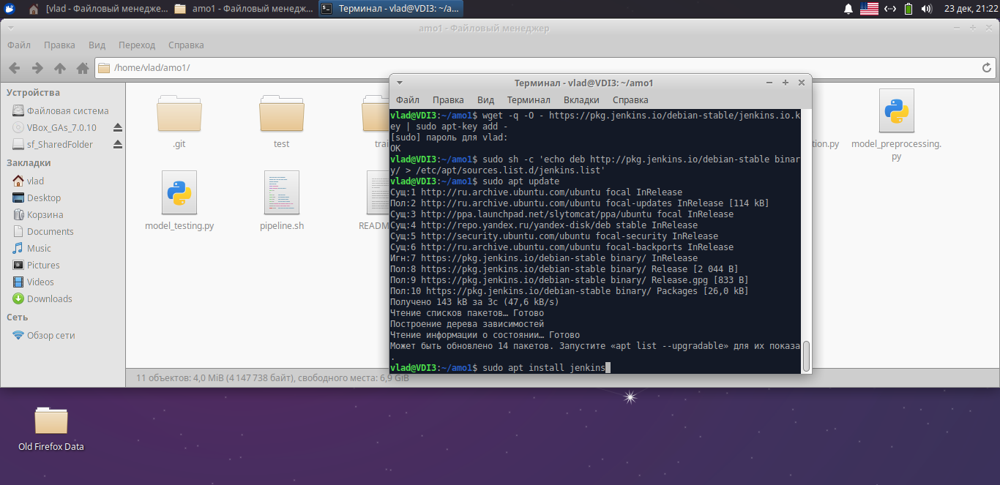 [vlad - Файловый менедже...
amo1 - Файловый менедж...
Терминал - vlad@VDI3: ~/a...
23 дек, 21:22
amo1 - Файловый менеджер
Файл Правка Вид Переход Справка
/home/vlad/amo1/
Устройства
Файловая система
VBox_GAs_7.0.10
sf_SharedFolder
Закладки
vlad
Desktop
Корзина
Documents
Music
Pictures
Videos
Downloads
Сеть
Обзор сети
.git
test
trai
tion.py
model_preprocessing.
py
model_testing.py
pipeline.sh
READM
11 объектов: 4,0 MiB (4 147 738 байт), свободного места: 6,9 GiB
Терминал - vlad@VDI3: ~/amo1
Файл Правка Вид Терминал Вкладки Справка
vlad@VDI3:~/amo1$ wget -q -O - https://pkg.jenkins.io/debian-stable/jenkins.io.k
ey | sudo apt-key add -
[sudo] пароль для vlad:
OK
vlad@VDI3:~/amo1$ sudo sh -c 'echo deb http://pkg.jenkins.io/debian-stable binar
y/ > /etc/apt/sources.list.d/jenkins.list'
vlad@VDI3:~/amo1$ sudo apt update
Сущ:1 http://ru.archive.ubuntu.com/ubuntu focal InRelease
Пол:2 http://ru.archive.ubuntu.com/ubuntu focal-updates InRelease [114 kB]
Сущ:3 http://ppa.launchpad.net/slytomcat/ppa/ubuntu focal InRelease
Сущ:4 http://repo.yandex.ru/yandex-disk/deb stable InRelease
Сущ:5 http://security.ubuntu.com/ubuntu focal-security InRelease
Сущ:6 http://ru.archive.ubuntu.com/ubuntu focal-backports InRelease
Игн:7 https://pkg.jenkins.io/debian-stable binary/ InRelease
Пол:8 https://pkg.jenkins.io/debian-stable binary/ Release [2 044 B]
Пол:9 https://pkg.jenkins.io/debian-stable binary/ Release.gpg [833 B]
Пол:10 https://pkg.jenkins.io/debian-stable binary/ Packages [26,0 kB]
Получено 143 kB за 3с (47,6 kB/s)
Чтение списков пакетов… Готово
Построение дерева зависимостей
Чтение информации о состоянии… Готово
Может быть обновлено 14 пакетов. Запустите «apt list --upgradable» для их показа
.
vlad@VDI3:~/amo1$ sudo apt install jenkins
Old Firefox Data